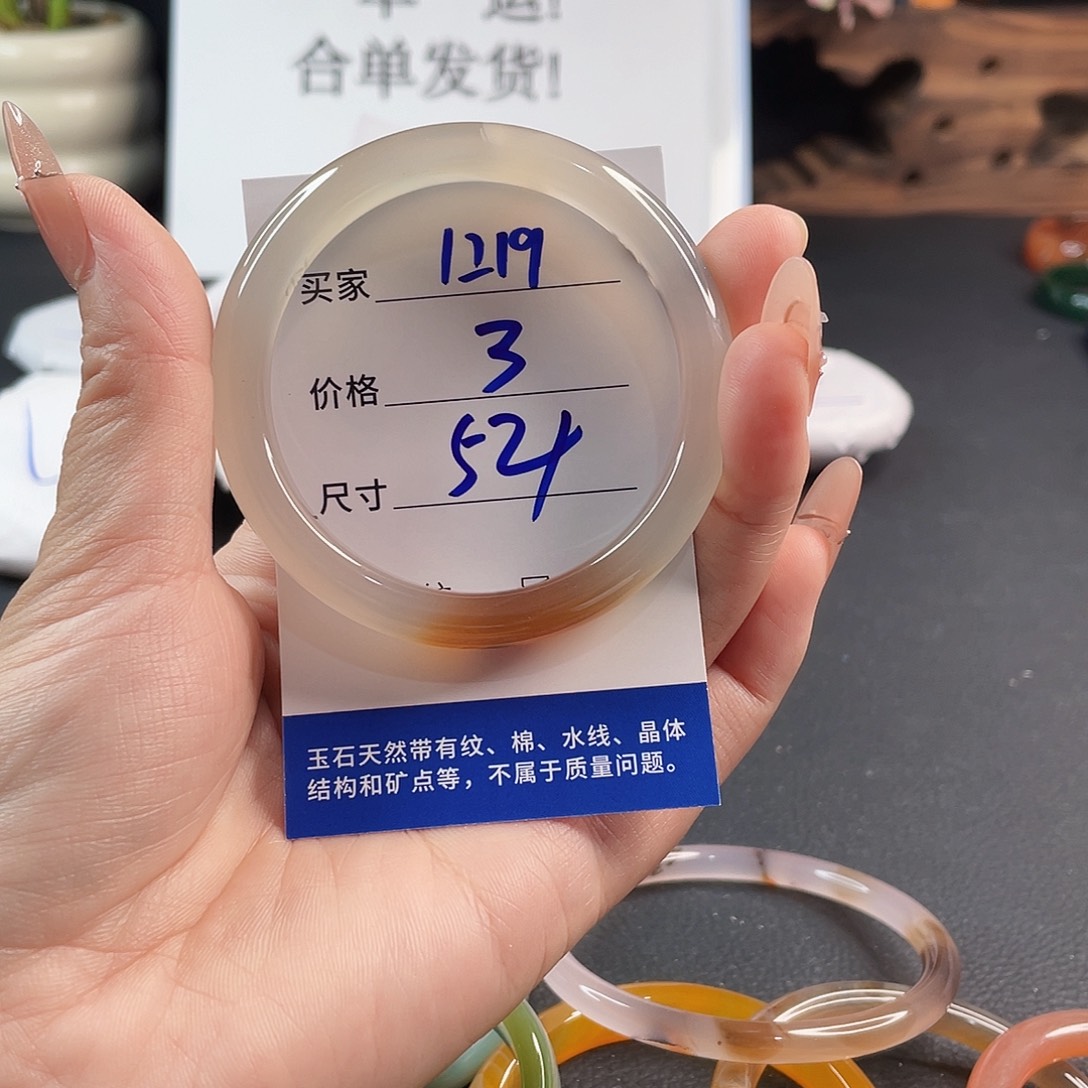 合单发货!
买家 1219
价格 3
尺寸 524
玉石天然带有纹、棉、水线、晶体
结构和矿点等，不属于质量问题。